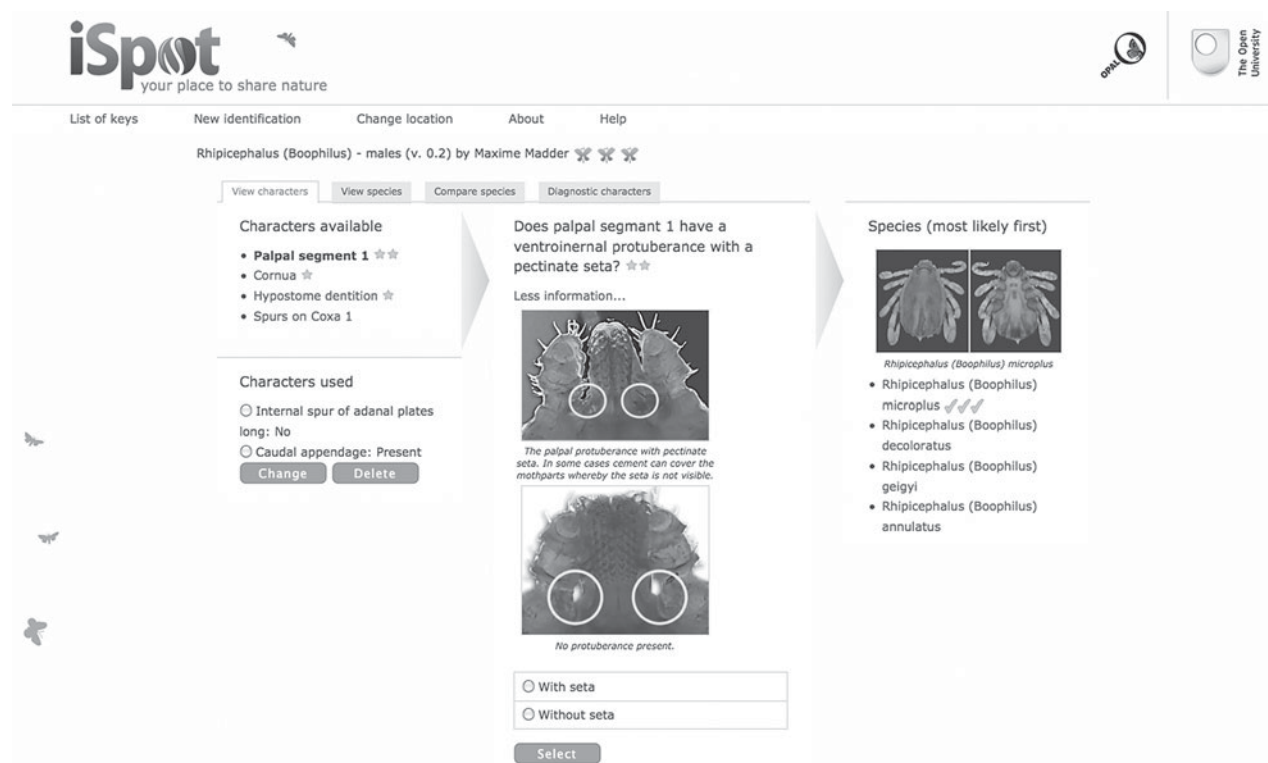 iSpot
your place to share nature
OPAL
The Open
University
List of keys New identification Change location About Help
Rhipicephalus (Boophilus) - males (v. 0.2) by Maxime Madder
View characters View species Compare species Diagnostic characters
Characters available
• Palpal segment 1
• Cornua
• Hypostome dentition
• Spurs on Coxa 1
Characters used
Internal spur of adanal plates
long: No
Caudal appendage: Present
Change Delete
Does palpal segmant 1 have a
ventroinernal protuberance with a
pectinate seta?
Less information...
The palpal protuberance with pectinate
seta. In some cases cement can cover the
mothparts whereby the seta is not visible.
No protuberance present.
With seta
Without seta
Select
Species (most likely first)
Rhipicephalus (Boophilus) microplus
• Rhipicephalus (Boophilus)
microplus
• Rhipicephalus (Boophilus)
decoloratus
• Rhipicephalus (Boophilus)
geigyi
• Rhipicephalus (Boophilus)
annulatus